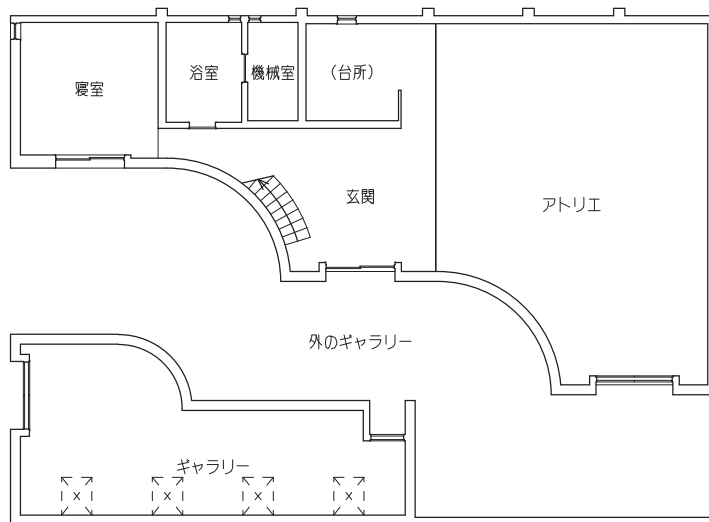 浴室
機械室
(台所)
寝室
玄関
アトリエ
外のギャラリー
ギャラリー